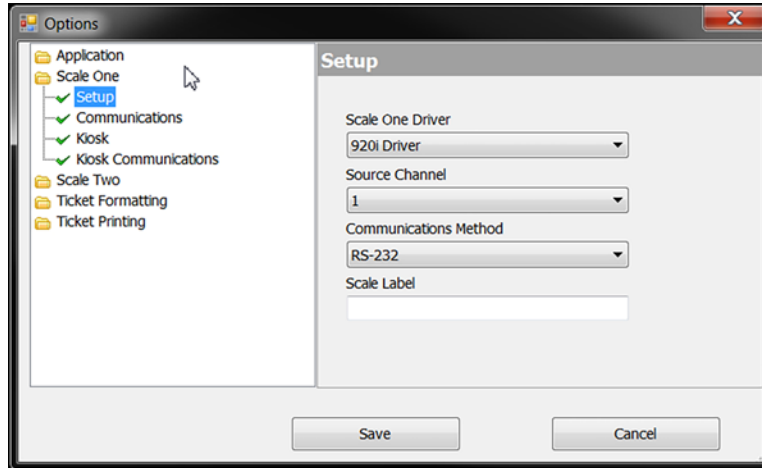 Options
Application
Scale One
Setup
Communications
Kiosk
Kiosk Communications
Scale Two
Ticket Formatting
Ticket Printing
Setup
Scale One Driver
920i Driver
Source Channel
1
Communications Method
RS-232
Scale Label
Save
Cancel